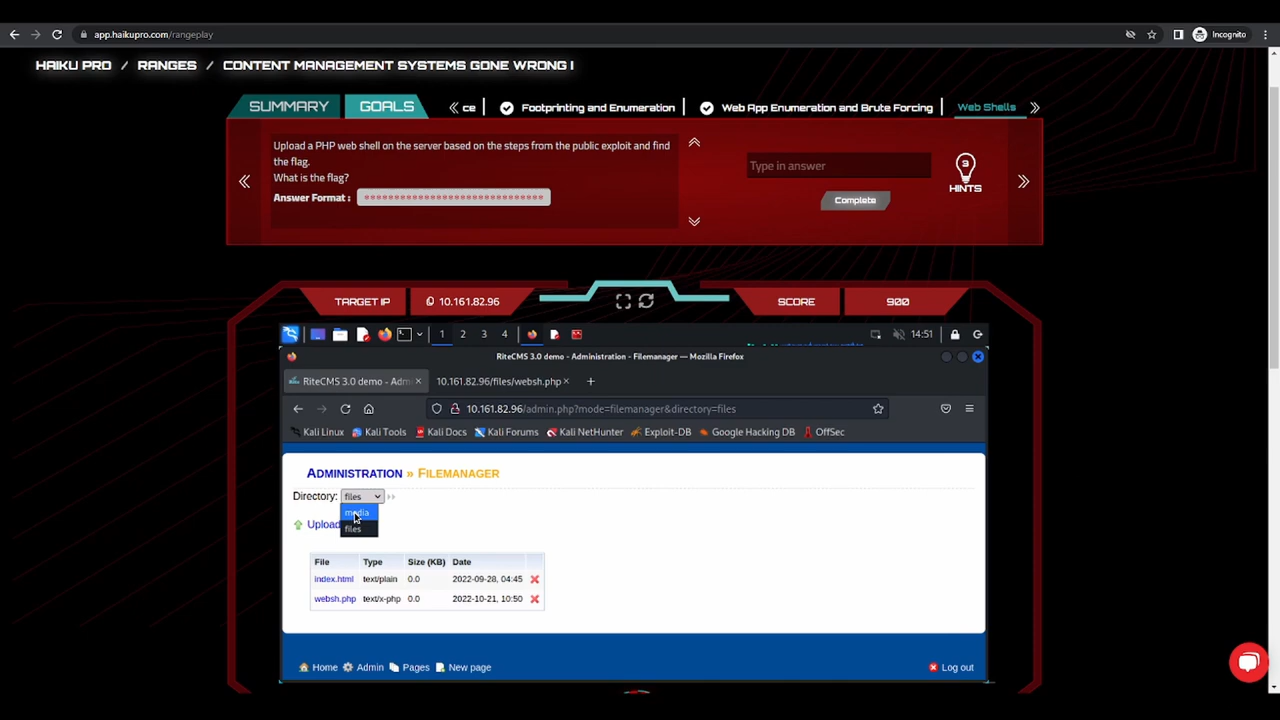 app.haikupro.com/rangeplay
Incognito
HAIKU PRO / RANGES / CONTENT MANAGEMENT SYSTEMS GONE WRONG I
SUMMARY GOALS ce Footprinting and Enumeration Web App Enumeration and Brute Forcing Web Shells
Upload a PHP web shell on the server based on the steps from the public exploit and find
the flag.
What is the flag?
Answer Format : ******************************
Type in answer
Complete
3
HINTS
TARGET IP 10.161.82.96 SCORE 900
1 2 3 4 14:51
RiteCMS 3.0 demo - Administration - Filemanager — Mozilla Firefox
RiteCMS 3.0 demo - Adm 10.161.82.96/files/websh.php
10.161.82.96/admin.php?mode=filemanager&directory=files
Kali Linux Kali Tools Kali Docs Kali Forums Kali NetHunter Exploit-DB Google Hacking DB OffSec
ADMINISTRATION » FILEMANAGER
Directory: files
media
Upload
files
File Type Size (KB) Date
index.html text/plain 0.0 2022-09-28, 04:45
websh.php text/x-php 0.0 2022-10-21, 10:50
Home Admin Pages New page Log out